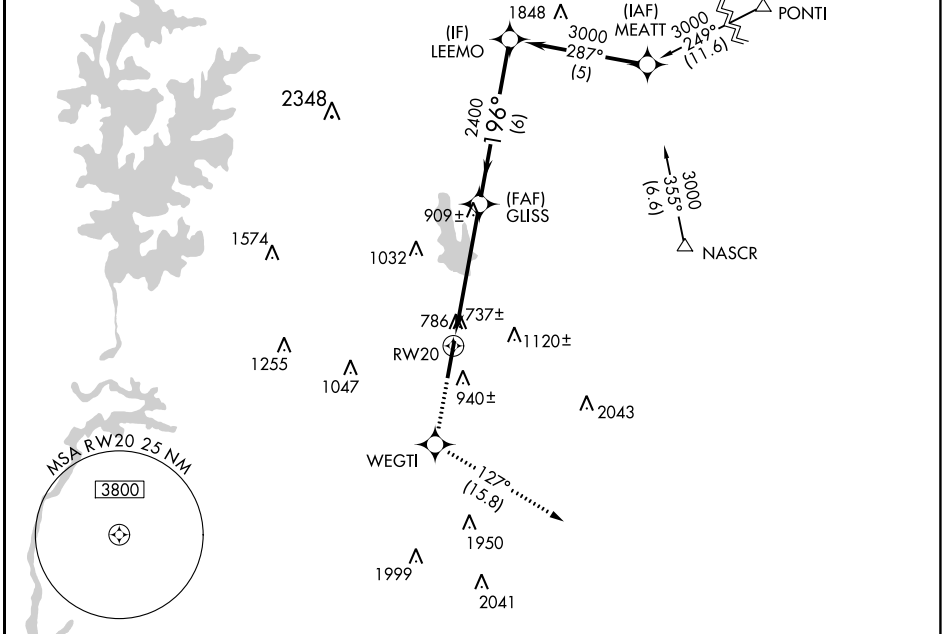 1848
(IAF)
MEATT
PONTI
3000
249°
(11.6)
(IF)
LEEMO
3000
287°
(5)
2348
2400
196°
(6)
3000
355°
(6.6)
(FAF)
GLISS
909±
1574
1032
NASCR
786
737±
1120±
RW20
1255
1047
940±
2043
MSA RW20 25 NM
WEGTI
3800
127°
(15.8)
1950
1999
2041